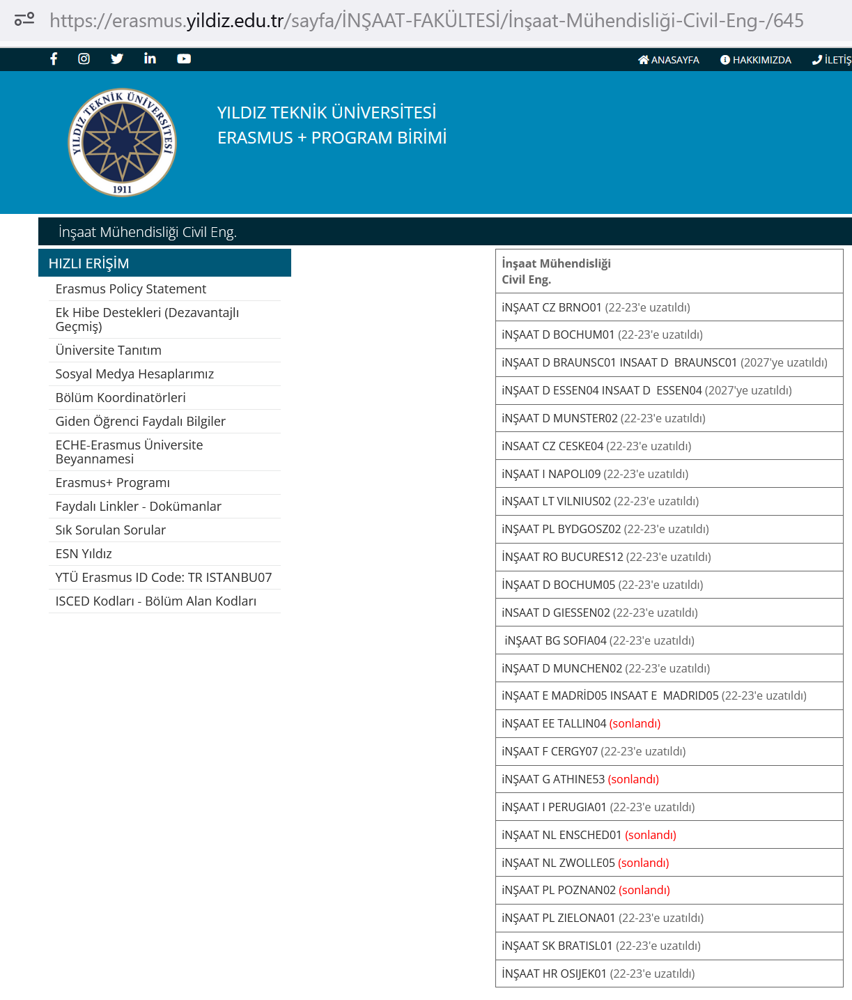 https://erasmus.yildiz.edu.tr/sayfa/İNŞAAT-FAKÜLTESİ/İnşaat-Mühendisliği-Civil-Eng-/645
ANASAYFA HAKKIMIZDA İLETİŞ
YILDIZ TEKNİK ÜNİVERSİTESİ
1911
YILDIZ TEKNİK ÜNİVERSİTESİ
ERASMUS + PROGRAM BİRİMİ
İnşaat Mühendisliği Civil Eng.
HIZLI ERİŞİM
Erasmus Policy Statement
Ek Hibe Destekleri (Dezavantajlı
Geçmiş)
Üniversite Tanıtım
Sosyal Medya Hesaplarımız
Bölüm Koordinatörleri
Giden Öğrenci Faydalı Bilgiler
ECHE-Erasmus Üniversite
Beyannamesi
Erasmus+ Programı
Faydalı Linkler - Dokümanlar
Sık Sorulan Sorular
ESN Yıldız
YTÜ Erasmus ID Code: TR ISTANBU07
ISCED Kodları - Bölüm Alan Kodları
İnşaat Mühendisliği
Civil Eng.
iNŞAAT CZ BRNO01 (22-23'e uzatıldı)
iNŞAAT D BOCHUM01 (22-23'e uzatıldı)
iNŞAAT D BRAUNSC01 INSAAT D  BRAUNSC01 (2027'ye uzatıldı)
iNŞAAT D ESSEN04 INSAAT D  ESSEN04 (2027'ye uzatıldı)
iNŞAAT D MUNSTER02 (22-23'e uzatıldı)
iNSAAT CZ CESKE04 (22-23'e uzatıldı)
iNŞAAT I NAPOLI09 (22-23'e uzatıldı)
iNŞAAT LT VILNIUS02 (22-23'e uzatıldı)
iNŞAAT PL BYDGOSZ02 (22-23'e uzatıldı)
İNŞAAT RO BUCURES12 (22-23'e uzatıldı)
İNŞAAT D BOCHUM05 (22-23'e uzatıldı)
iNSAAT D GIESSEN02 (22-23'e uzatıldı)
iNŞAAT BG SOFIA04 (22-23'e uzatıldı)
iNŞAAT D MUNCHEN02 (22-23'e uzatıldı)
iNŞAAT E MADRİD05 INSAAT E  MADRID05 (22-23'e uzatıldı)
iNŞAAT EE TALLIN04 (sonlandı)
iNŞAAT F CERGY07 (22-23'e uzatıldı)
iNŞAAT G ATHINE53 (sonlandı)
iNŞAAT I PERUGIA01 (22-23'e uzatıldı)
iNŞAAT NL ENSCHED01 (sonlandı)
iNŞAAT NL ZWOLLE05 (sonlandı)
iNŞAAT PL POZNAN02 (sonlandı)
iNŞAAT PL ZIELONA01 (22-23'e uzatıldı)
iNŞAAT SK BRATISL01 (22-23'e uzatıldı)
İNŞAAT HR OSIJEK01 (22-23'e uzatıldı)